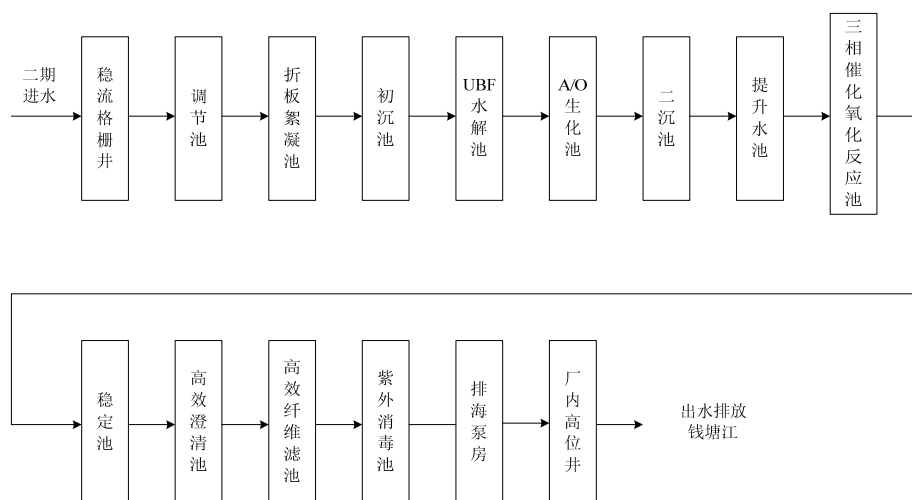 二期
进水
稳流格栅井
调节池
折板絮凝池
初沉池
UBF
水解池
A/O
生化池
二沉池
提升水池
三相催化氧化反应池
稳定池
高效澄清池
高效纤维滤池
紫外消毒池
排海泵房
厂内高位井
出水排放
钱塘江